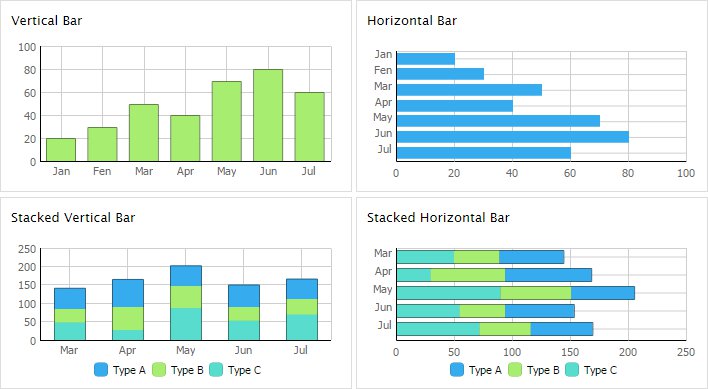 Vertical Bar
100
80
60
40
20
0
Jan Fen Mar Apr May Jun Jul
Horizontal Bar
Jan
Fen
Mar
Apr
May
Jun
Jul
0 20 40 60 80 100
Stacked Vertical Bar
250
200
150
100
50
0
Mar Apr May Jun Jul
Type A Type B Type C
Stacked Horizontal Bar
Mar
Apr
May
Jun
Jul
0 50 100 150 200 250
Type A Type B Type C